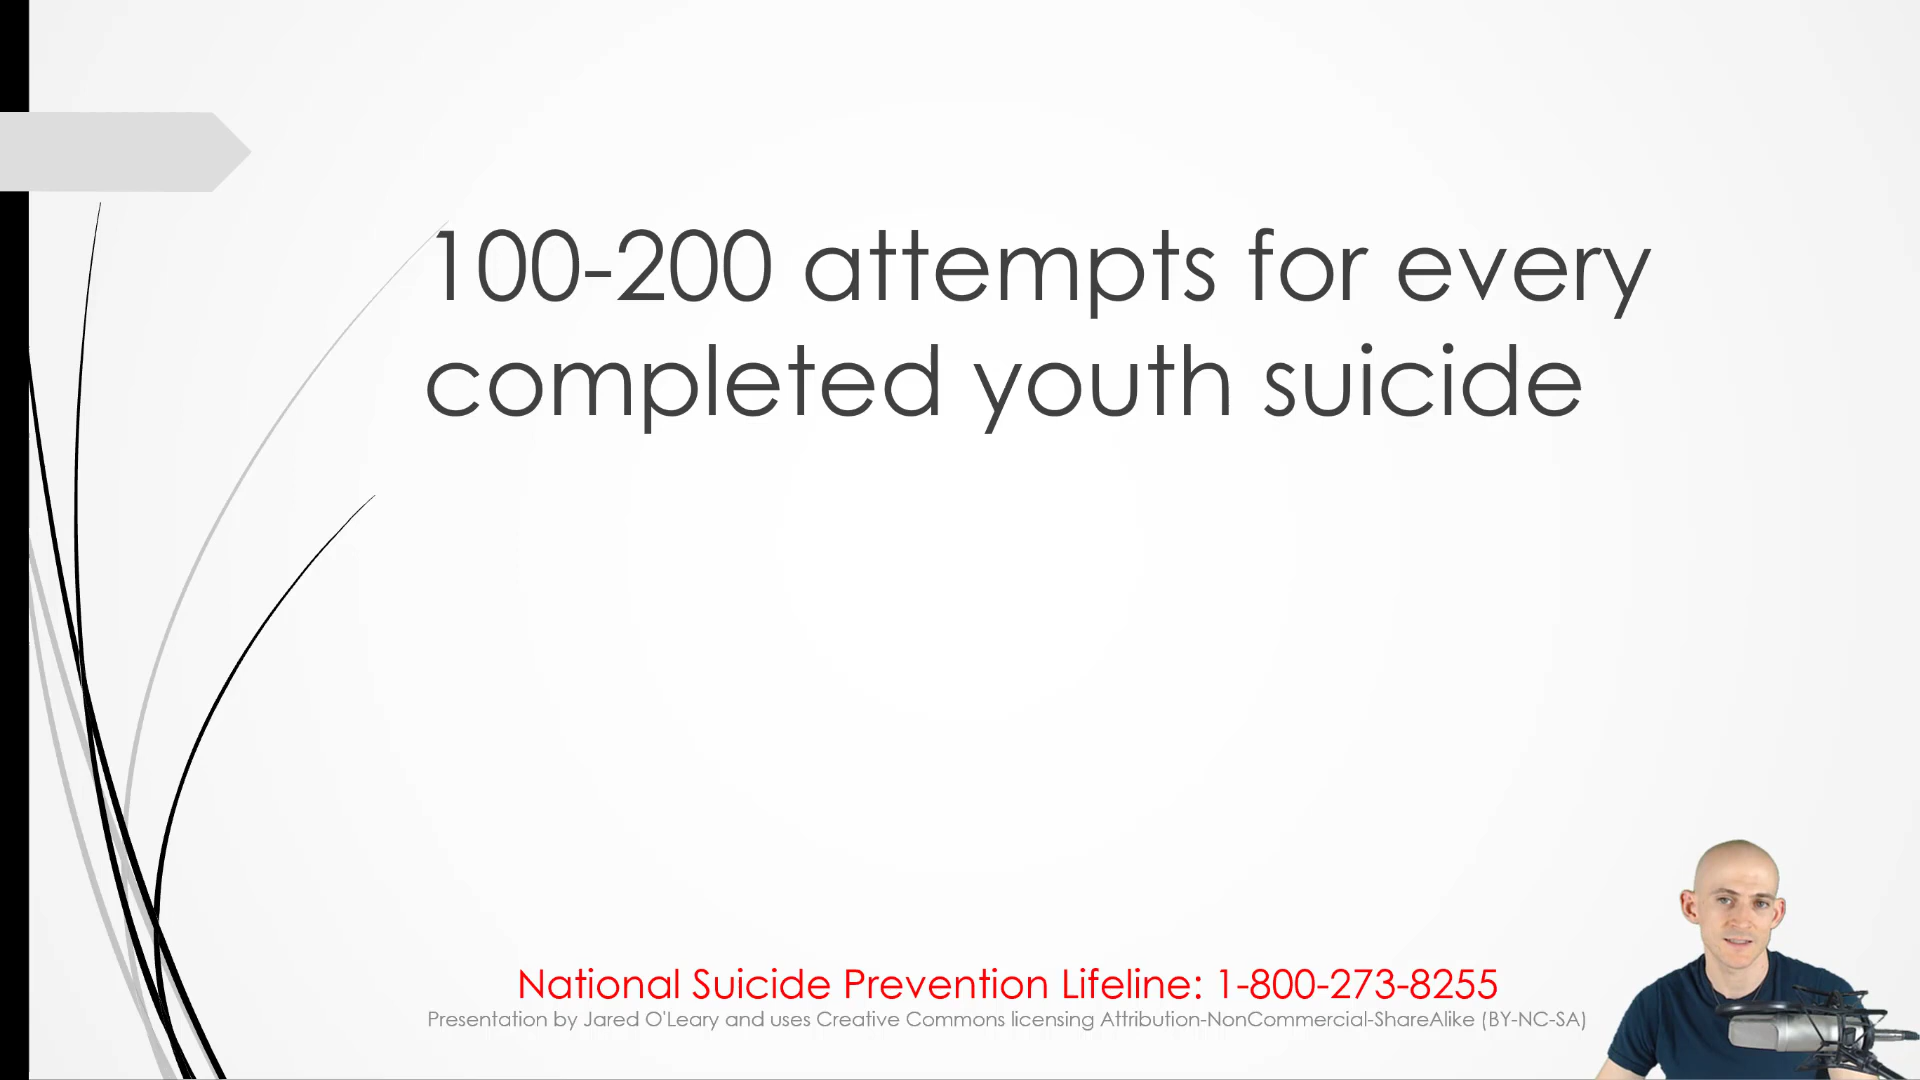 100-200 attempts for every
completed youth suicide
National Suicide Prevention Lifeline: 1-800-273-8255
Presentation by Jared O'Leary and uses Creative Commons licensing Attribution-NonCommercial-ShareAlike (BY-NC-SA)